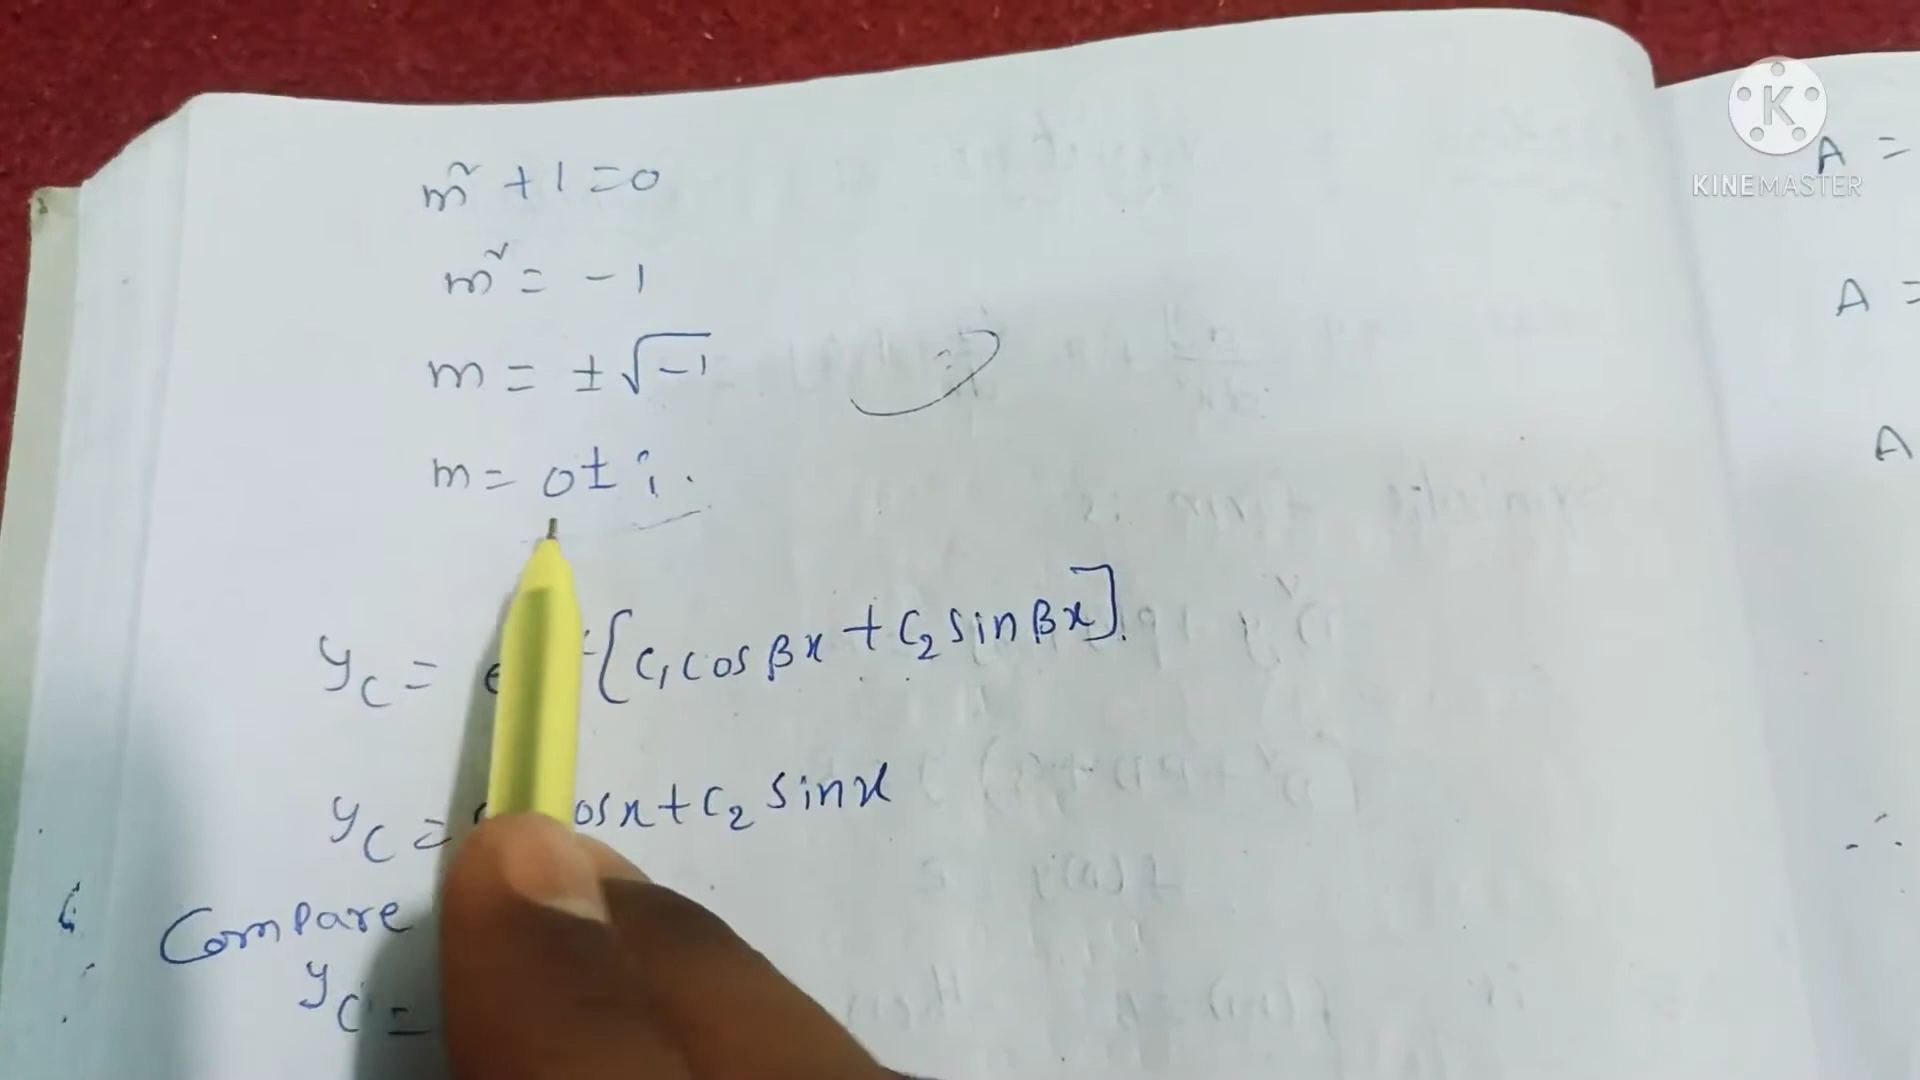 m² + 1 = 0
m² = - 1
m = ± √-1
m = 0 ± i.
y_c = e [c₁ cos βx + c₂ sin βx].
y_c = cosx + c₂ sinx
Compare
y_c =
A =
A =
A
∴
KINEMASTER